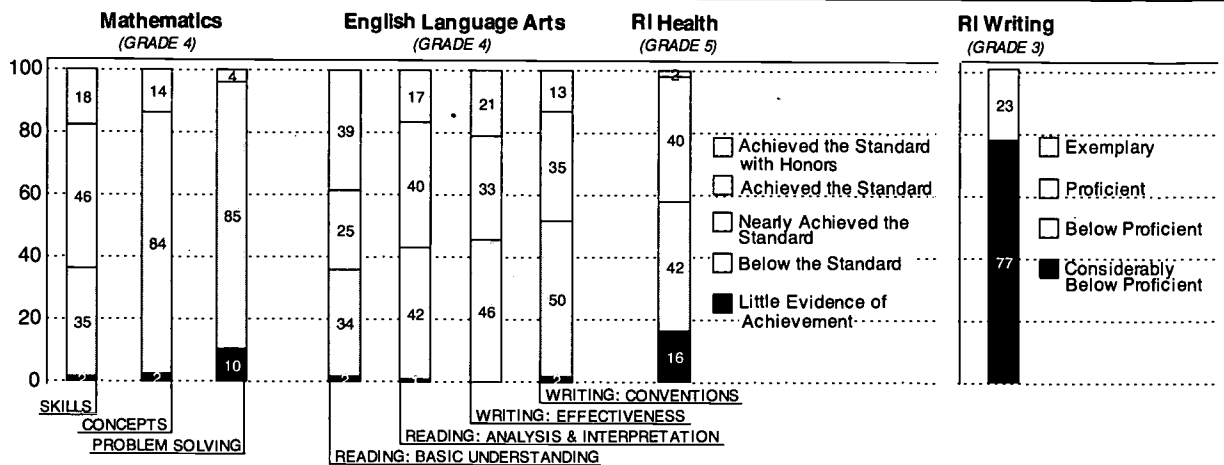 Mathematics
(GRADE 4)
English Language Arts
(GRADE 4)
RI Health
(GRADE 5)
RI Writing
(GRADE 3)
100
80
60
40
20
0
18
46
35
2
14
84
2
4
85
10
39
25
34
2
17
40
42
1
21
33
46
13
35
50
2
2
40
42
16
Achieved the Standard
with Honors
Achieved the Standard
Nearly Achieved the
Standard
Below the Standard
Little Evidence of
Achievement
23
77
Exemplary
Proficient
Below Proficient
Considerably
Below Proficient
SKILLS
CONCEPTS
PROBLEM SOLVING
WRITING: CONVENTIONS
WRITING: EFFECTIVENESS
READING: ANALYSIS & INTERPRETATION
READING: BASIC UNDERSTANDING